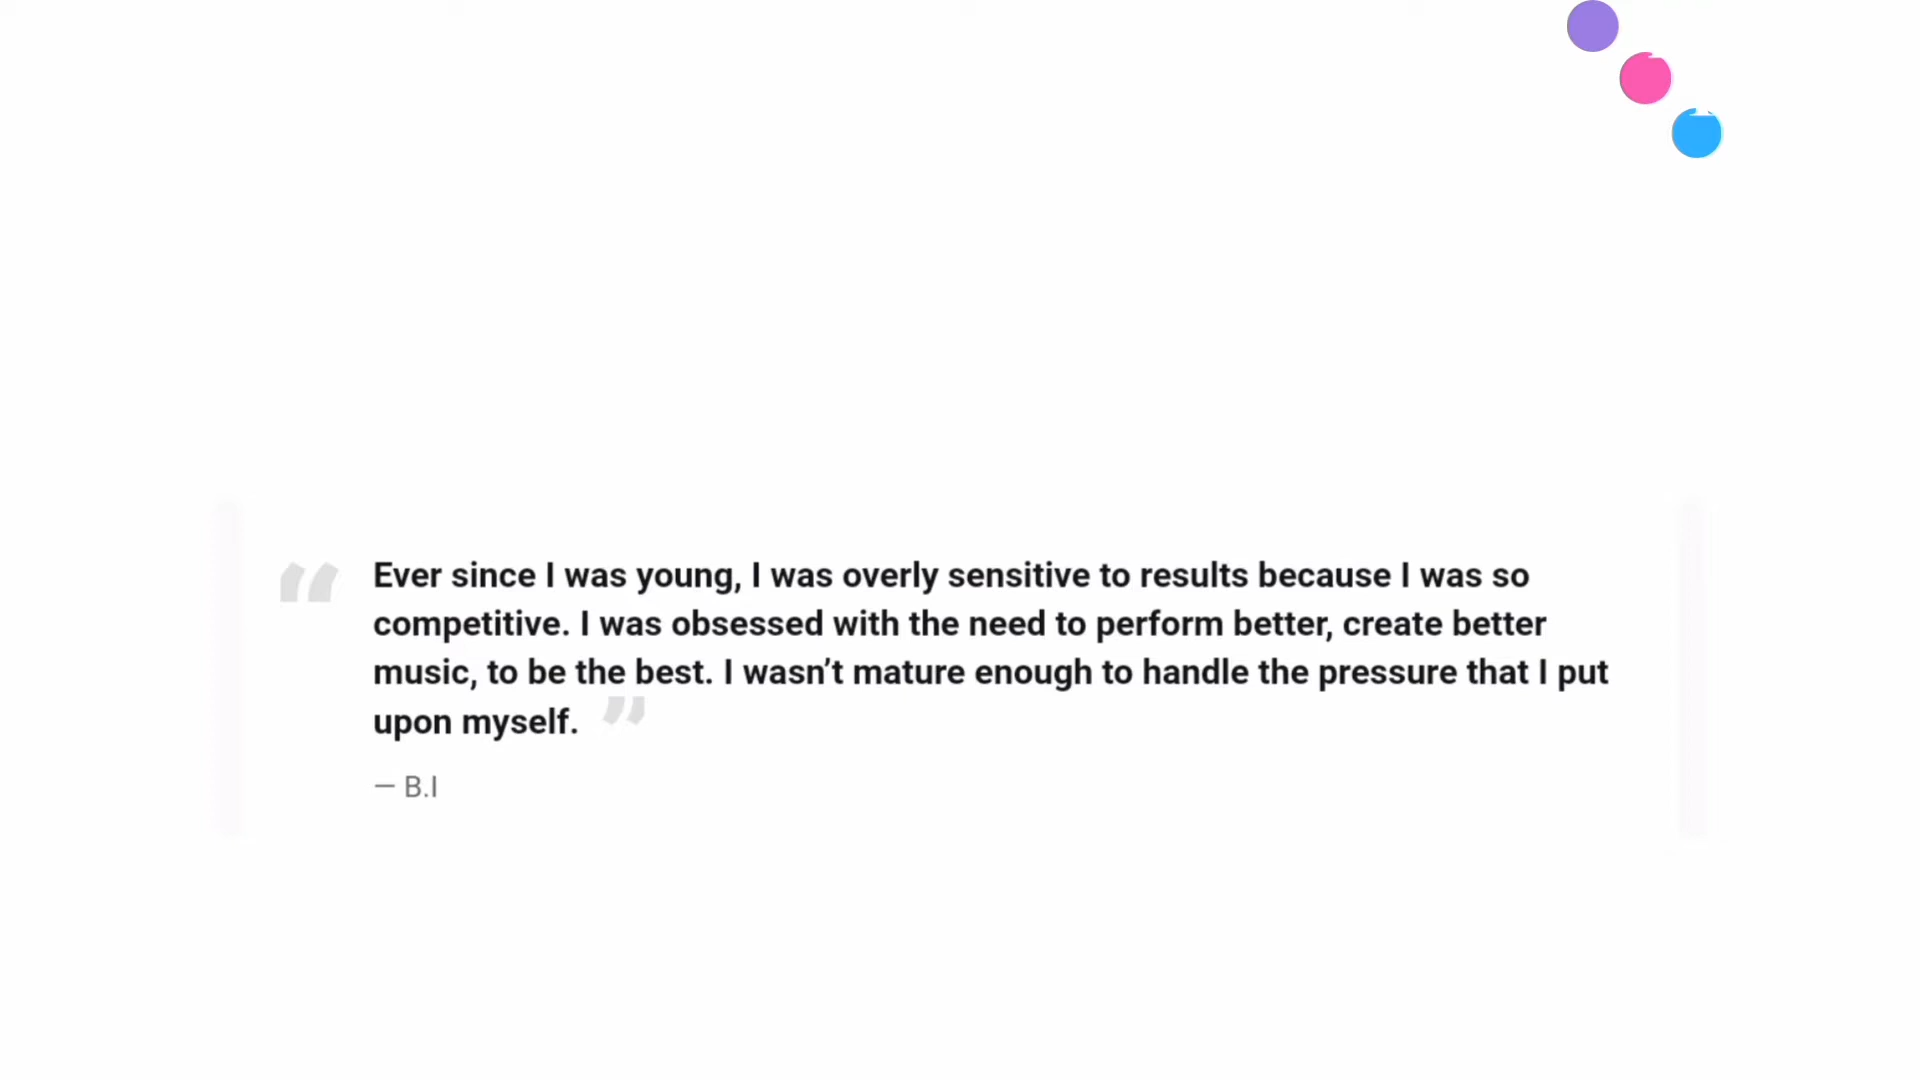 “ Ever since I was young, I was overly sensitive to results because I was so
competitive. I was obsessed with the need to perform better, create better
music, to be the best. I wasn’t mature enough to handle the pressure that I put
upon myself. ”
— B.I